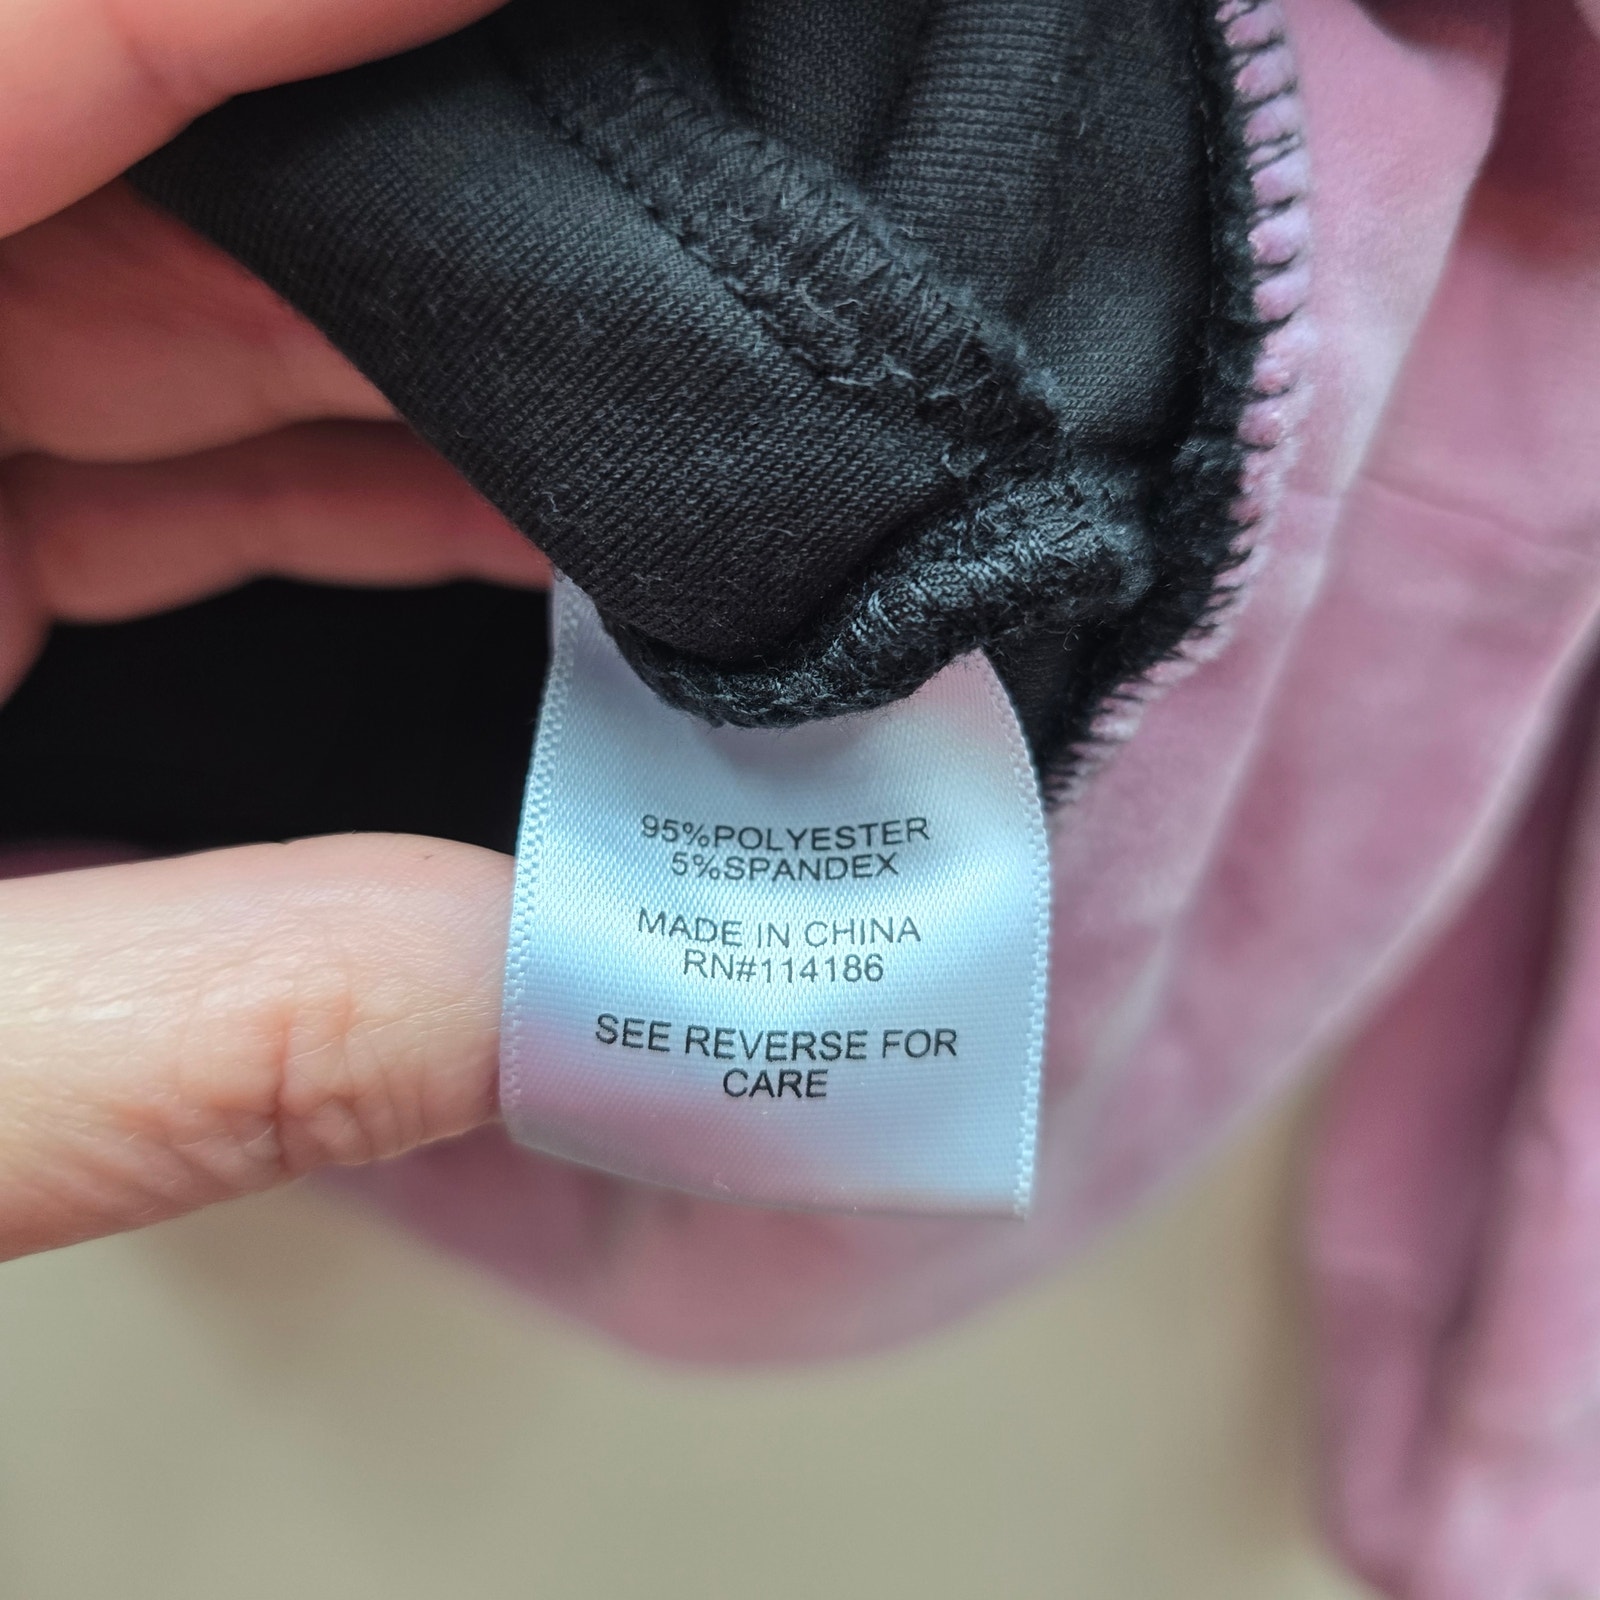 95%POLYESTER
5%SPANDEX
MADE IN CHINA
RN#114186
SEE REVERSE FOR
CARE